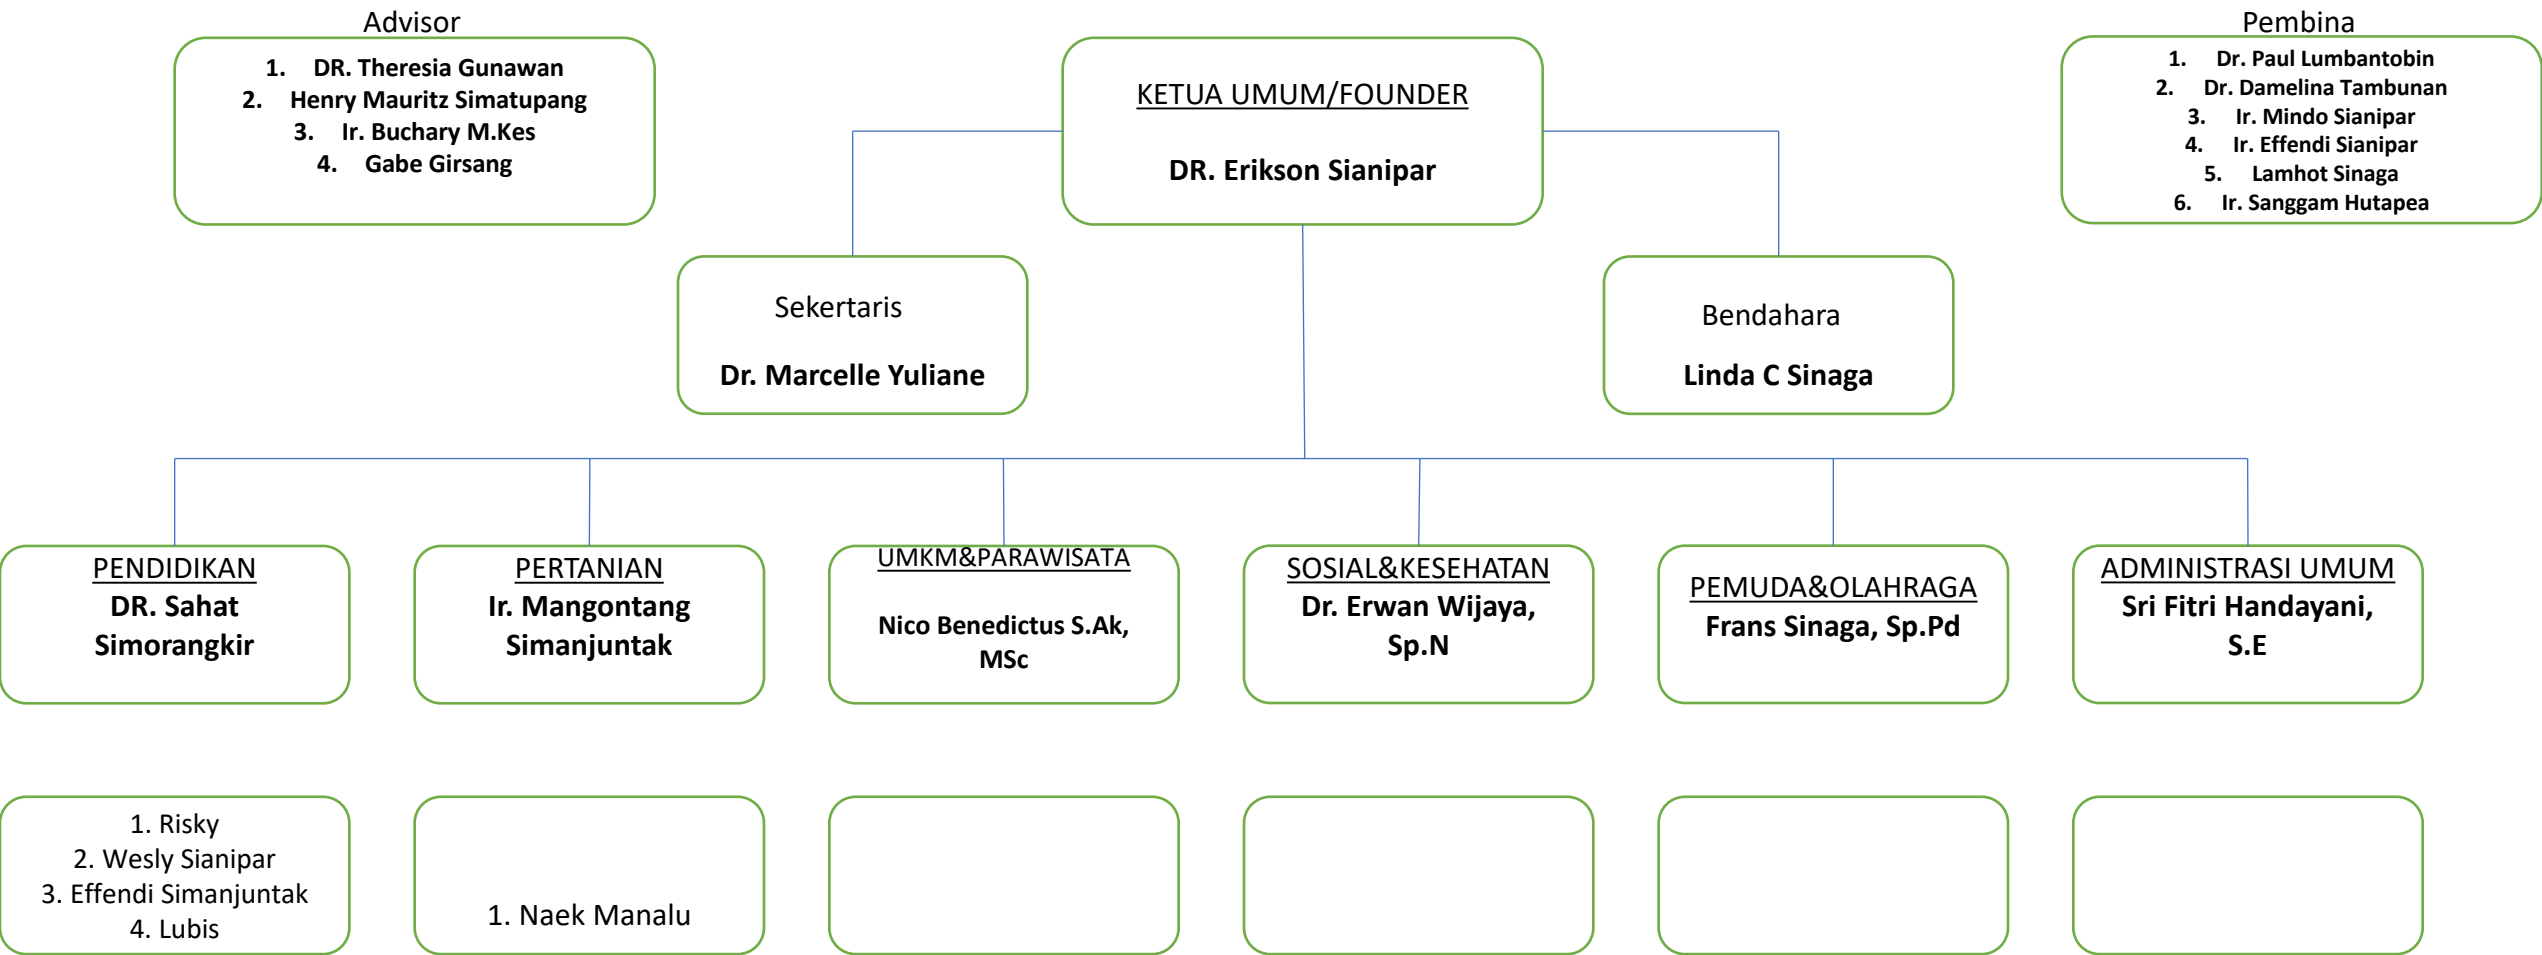 Advisor
1. DR. Theresia Gunawan
2. Henry Mauritz Simatupang
3. Ir. Buchary M.Kes
4. Gabe Girsang
KETUA UMUM/FOUNDER
DR. Erikson Sianipar
Pembina
1. Dr. Paul Lumbantobin
2. Dr. Damelina Tambunan
3. Ir. Mindo Sianipar
4. Ir. Effendi Sianipar
5. Lamhot Sinaga
6. Ir. Sanggam Hutapea
Sekertaris
Dr. Marcelle Yuliane
Bendahara
Linda C Sinaga
PENDIDIKAN
DR. Sahat
Simorangkir
PERTANIAN
Ir. Mangontang
Simanjuntak
UMKM&PARAWISATA
Nico Benedictus S.Ak,
MSc
SOSIAL&KESEHATAN
Dr. Erwan Wijaya,
Sp.N
PEMUDA&OLAHRAGA
Frans Sinaga, Sp.Pd
ADMINISTRASI UMUM
Sri Fitri Handayani,
S.E
1. Risky
2. Wesly Sianipar
3. Effendi Simanjuntak
4. Lubis
1. Naek Manalu